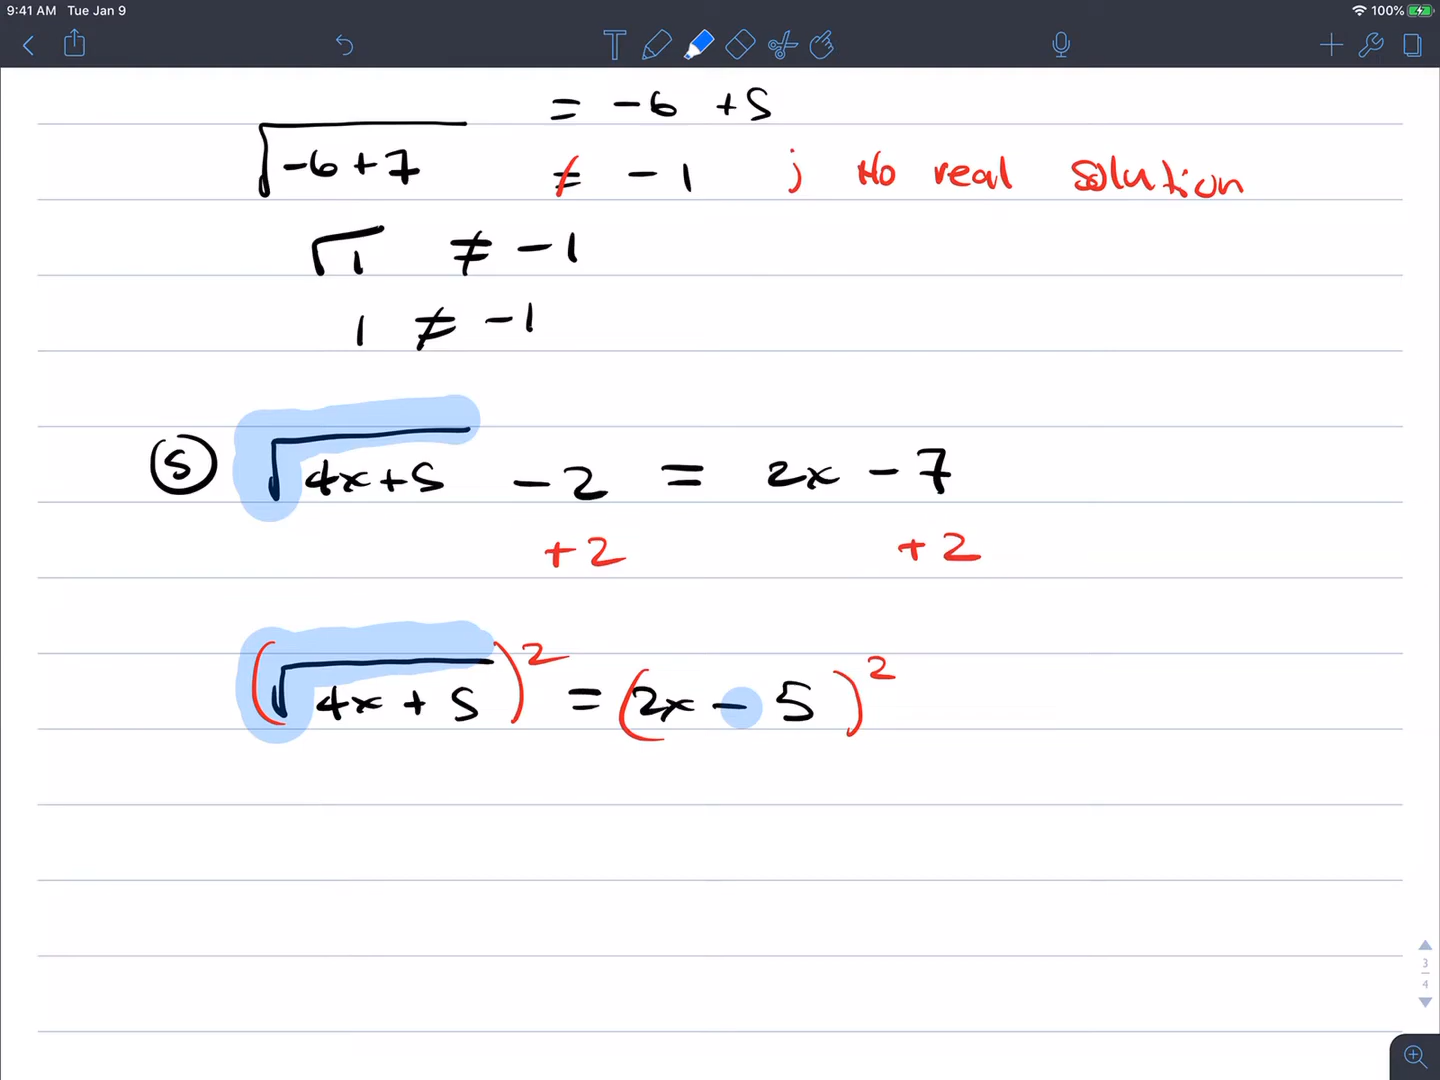 9:41 AM Tue Jan 9
100%
T
= -6 +5
√-6+7 ≠ -1 ; No real solution
√1 ≠ -1
1 ≠ -1
⑤ √4x+5 - 2 = 2x - 7
+2 +2
(√4x + 5)² = (2x - 5)²
3
4